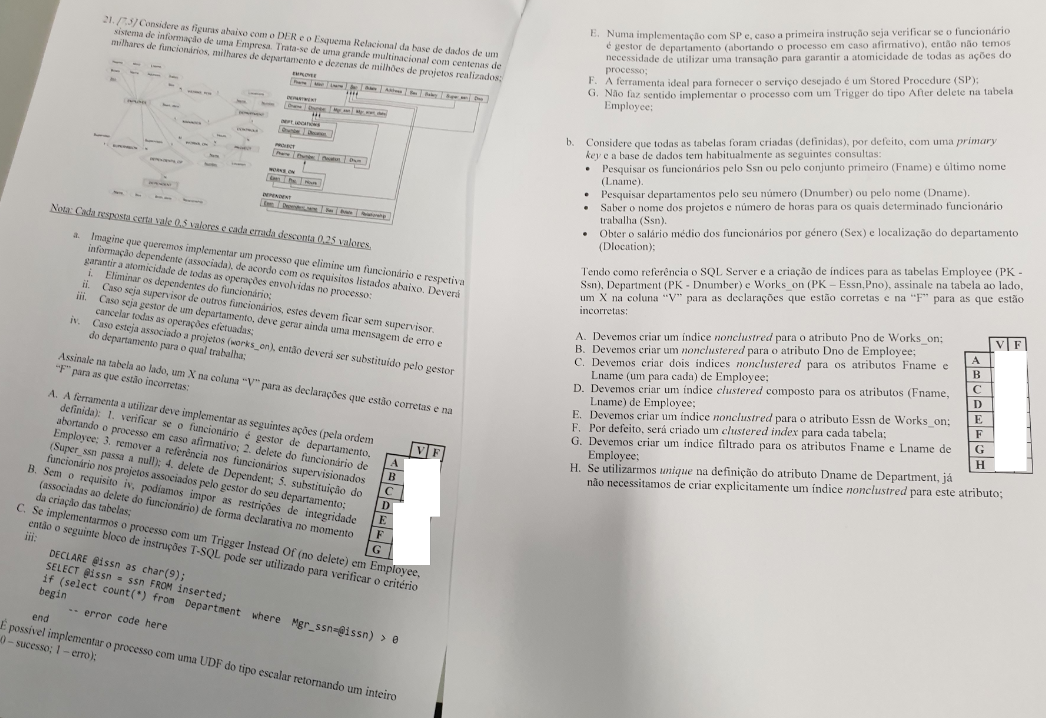 21. [7.5] Considere as figuras abaixo com o DER e o Esquema Relacional da base de dados de um
sistema de informação de uma Empresa. Trata-se de uma grande multinacional com centenas de
milhares de funcionários, milhares de departamento e dezenas de milhões de projetos realizados:
EMPLOYEE
Fname Minit Lname Ssn Bdate Address Sex Salary Super_ssn Dno
DEPARTMENT
Dname Dnumber Mgr_ssn Mgr_start_date
DEPT_LOCATIONS
Dnumber Dlocation
PROJECT
Pname Pnumber Plocation Dnum
WORKS_ON
Essn Pno Hours
DEPENDENT
Essn Dependent_name Sex Bdate Relationship
Nota: Cada resposta certa vale 0,5 valores e cada errada desconta 0,25 valores.
a. Imagine que queremos implementar um processo que elimine um funcionário e respetiva
informação dependente (associada), de acordo com os requisitos listados abaixo. Deverá
garantir a atomicidade de todas as operações envolvidas no processo:
i. Eliminar os dependentes do funcionário;
ii. Caso seja supervisor de outros funcionários, estes devem ficar sem supervisor.
iii. Caso seja gestor de um departamento, deve gerar ainda uma mensagem de erro e
cancelar todas as operações efetuadas;
iv. Caso esteja associado a projetos (works_on), então deverá ser substituído pelo gestor
do departamento para o qual trabalha;
Assinale na tabela ao lado, um X na coluna “V” para as declarações que estão corretas e na
“F” para as que estão incorretas:
A. A ferramenta a utilizar deve implementar as seguintes ações (pela ordem
definida): 1. verificar se o funcionário é gestor de departamento,
abortando o processo em caso afirmativo; 2. delete do funcionário de
Employee; 3. remover a referência nos funcionários supervisionados
(Super_ssn passa a null); 4. delete de Dependent; 5. substituição do
funcionário nos projetos associados pelo gestor do seu departamento;
B. Sem o requisito iv, podíamos impor as restrições de integridade
(associadas ao delete do funcionário) de forma declarativa no momento
da criação das tabelas;
C. Se implementarmos o processo com um Trigger Instead Of (no delete) em Employee,
então o seguinte bloco de instruções T-SQL pode ser utilizado para verificar o critério
iii:
DECLARE @issn as char(9);
SELECT @issn = ssn FROM inserted;
if (select count(*) from Department where Mgr_ssn=@issn) > 0
begin
-- error code here
end
É possível implementar o processo com uma UDF do tipo escalar retornando um inteiro
0 – sucesso; 1 – erro);
V F
A
B
C
D
E
F
G
E. Numa implementação com SP e, caso a primeira instrução seja verificar se o funcionário
é gestor de departamento (abortando o processo em caso afirmativo), então não temos
necessidade de utilizar uma transação para garantir a atomicidade de todas as ações do
processo;
F. A ferramenta ideal para fornecer o serviço desejado é um Stored Procedure (SP);
G. Não faz sentido implementar o processo com um Trigger do tipo After delete na tabela
Employee;
b. Considere que todas as tabelas foram criadas (definidas), por defeito, com uma primary
key e a base de dados tem habitualmente as seguintes consultas:
• Pesquisar os funcionários pelo Ssn ou pelo conjunto primeiro (Fname) e último nome
(Lname).
• Pesquisar departamentos pelo seu número (Dnumber) ou pelo nome (Dname).
• Saber o nome dos projetos e número de horas para os quais determinado funcionário
trabalha (Ssn).
• Obter o salário médio dos funcionários por género (Sex) e localização do departamento
(Dlocation);
Tendo como referência o SQL Server e a criação de índices para as tabelas Employee (PK -
Ssn), Department (PK - Dnumber) e Works_on (PK – Essn,Pno), assinale na tabela ao lado,
um X na coluna “V” para as declarações que estão corretas e na “F” para as que estão
incorretas:
A. Devemos criar um índice nonclustred para o atributo Pno de Works_on;
B. Devemos criar um nonclustered para o atributo Dno de Employee;
C. Devemos criar dois índices nonclustered para os atributos Fname e
Lname (um para cada) de Employee;
D. Devemos criar um índice clustered composto para os atributos (Fname,
Lname) de Employee;
E. Devemos criar um índice nonclustred para o atributo Essn de Works_on;
F. Por defeito, será criado um clustered index para cada tabela;
G. Devemos criar um índice filtrado para os atributos Fname e Lname de
Employee;
H. Se utilizarmos unique na definição do atributo Dname de Department, já
não necessitamos de criar explicitamente um índice nonclustred para este atributo;
V F
A
B
C
D
E
F
G
H